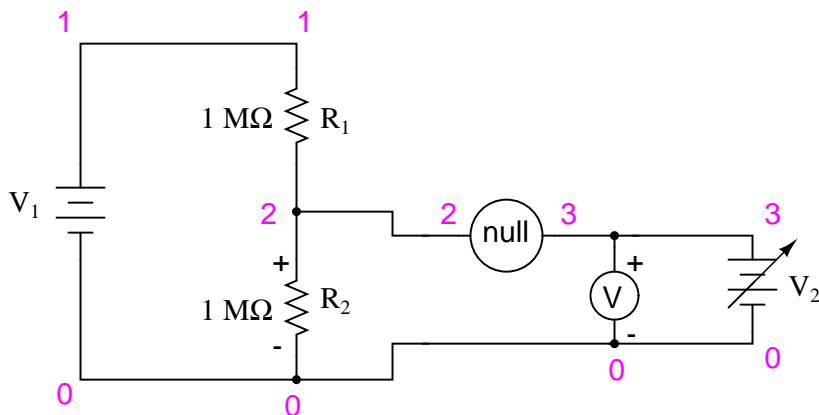 1 1
1 MΩ R₁
V₁
2 2 null 3 3
+ + V V₂
1 MΩ R₂
- -
0 0 0 0